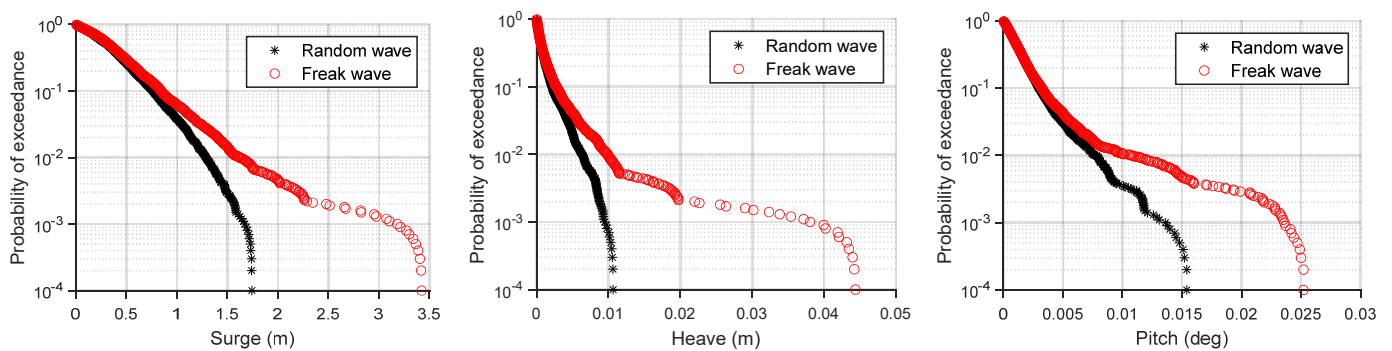 Probability of exceedance
10^0
10^-1
10^-2
10^-3
10^-4
0 0.5 1 1.5 2 2.5 3 3.5
Surge (m)
Random wave
Freak wave
Probability of exceedance
10^0
10^-1
10^-2
10^-3
10^-4
0 0.01 0.02 0.03 0.04 0.05
Heave (m)
Random wave
Freak wave
Probability of exceedance
10^0
10^-1
10^-2
10^-3
10^-4
0 0.005 0.01 0.015 0.02 0.025 0.03
Pitch (deg)
Random wave
Freak wave